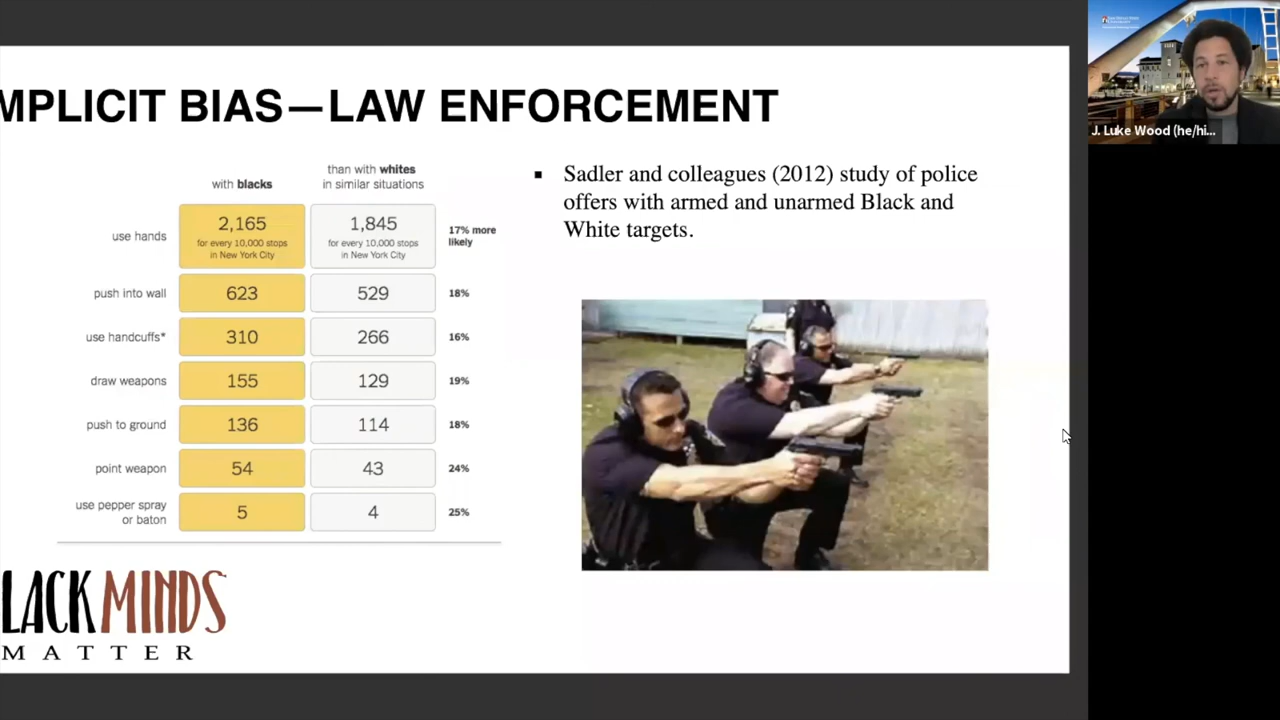 MPLICIT BIAS—LAW ENFORCEMENT
with blacks
than with whites
in similar situations
use hands
2,165
for every 10,000 stops
in New York City
1,845
for every 10,000 stops
in New York City
17% more
likely
push into wall
623
529
18%
use handcuffs*
310
266
16%
draw weapons
155
129
19%
push to ground
136
114
18%
point weapon
54
43
24%
use pepper spray
or baton
5
4
25%
▪ Sadler and colleagues (2012) study of police
offers with armed and unarmed Black and
White targets.
LACK MINDS
MATTER
J. Luke Wood (he/hi...